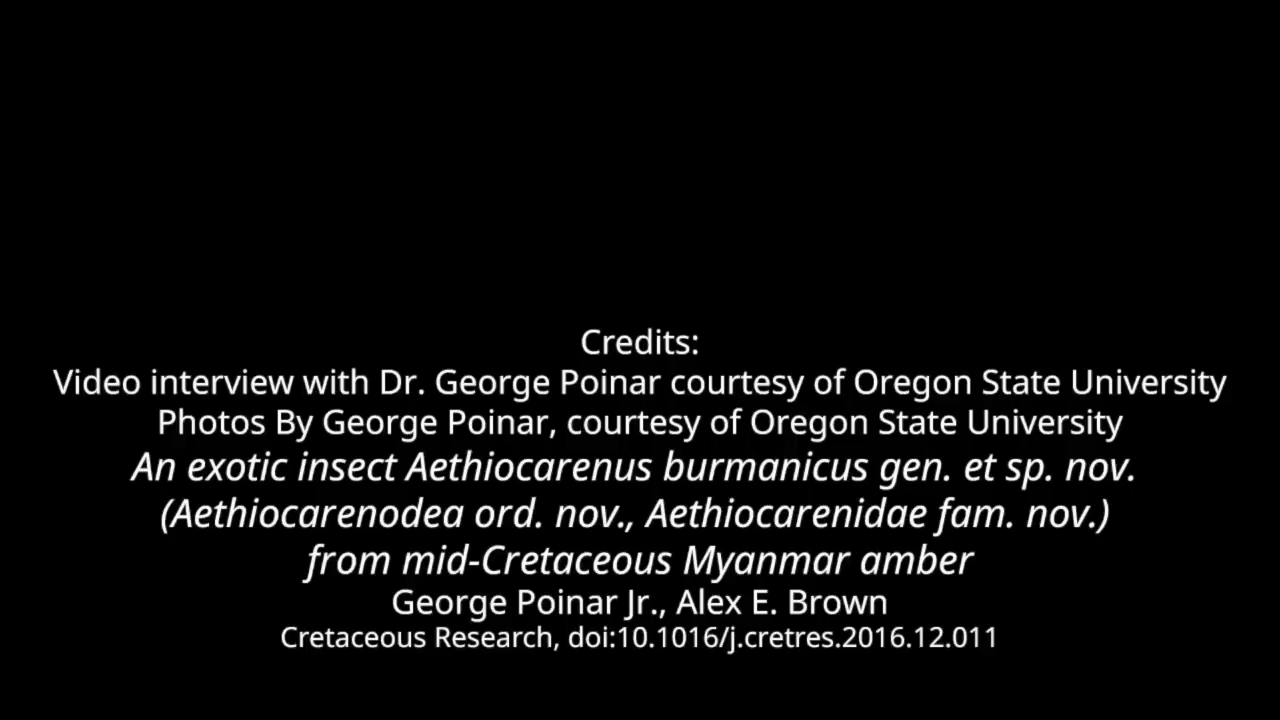 Credits:
Video interview with Dr. George Poinar courtesy of Oregon State University
Photos By George Poinar, courtesy of Oregon State University
An exotic insect Aethiocarenus burmanicus gen. et sp. nov.
(Aethiocarenodea ord. nov., Aethiocarenidae fam. nov.)
from mid-Cretaceous Myanmar amber
George Poinar Jr., Alex E. Brown
Cretaceous Research, doi:10.1016/j.cretres.2016.12.011